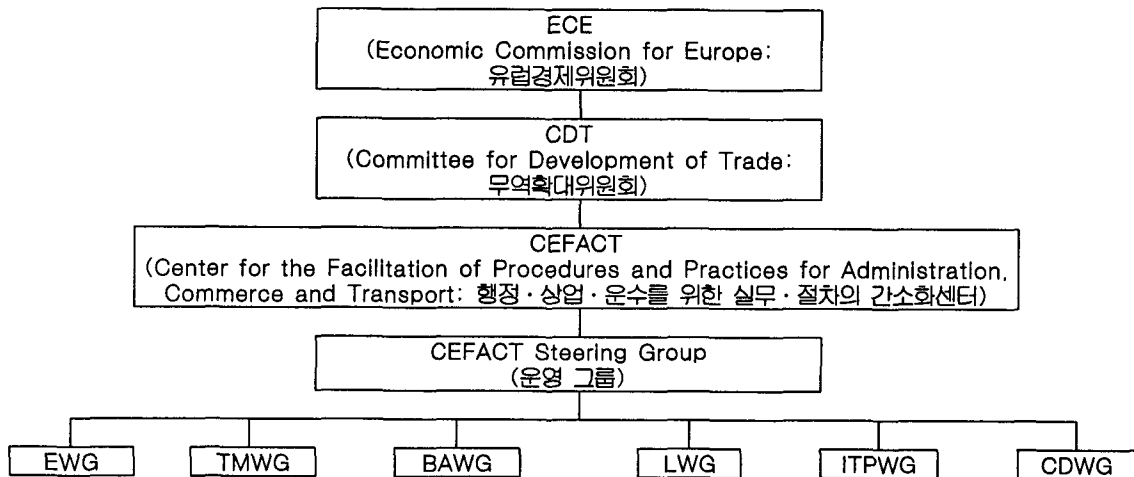 ECE
(Economic Commission for Europe:
유럽경제위원회)
CDT
(Committee for Development of Trade:
무역확대위원회)
CEFACT
(Center for the Facilitation of Procedures and Practices for Administration,
Commerce and Transport: 행정·상업·운수를 위한 실무·절차의 간소화센터)
CEFACT Steering Group
(운영 그룹)
EWG
TMWG
BAWG
LWG
ITPWG
CDWG